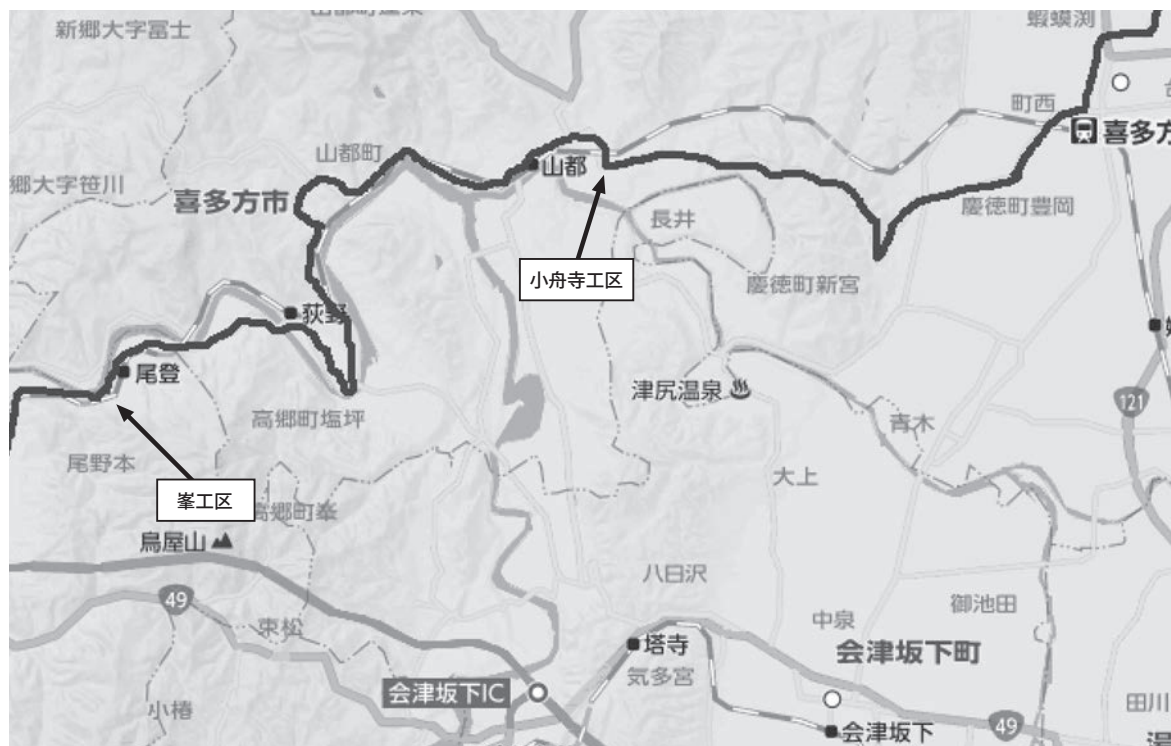 新郷大字冨士
蝦蟆渕
町西
喜多方
山都町
山都
郷大字笹川
喜多方市
長井
慶徳町豊岡
小舟寺工区
慶徳町新宮
荻野
尾登
津尻温泉
121
高郷町塩坪
青木
尾野本
大上
峯工区
高郷町峯
鳥屋山
八日沢
49
御池田
束松
中泉
塔寺
会津坂下町
気多宮
会津坂下IC
田川
小椿
49
会津坂下